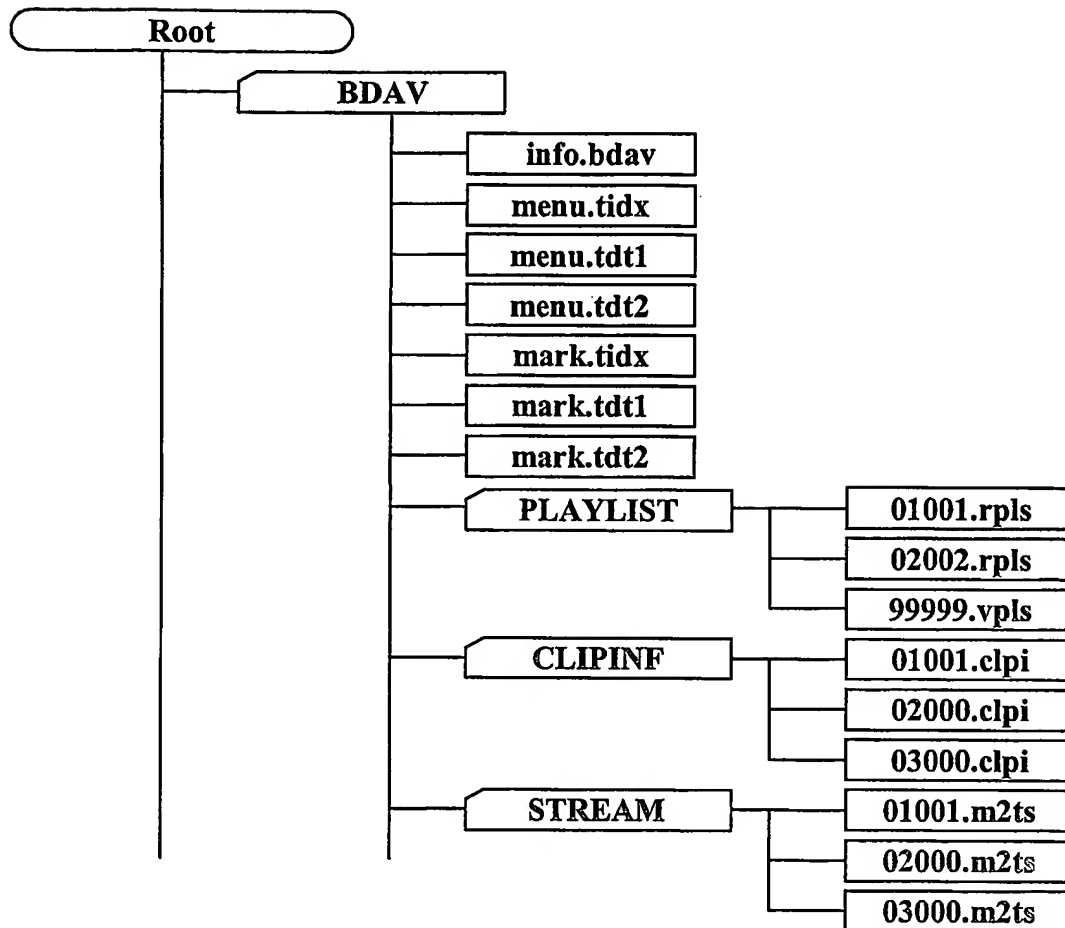 Root
BDAV
info.bdav
menu.tidx
menu.tdt1
menu.tdt2
mark.tidx
mark.tdt1
mark.tdt2
PLAYLIST
01001.rpls
02002.rpls
99999.vpls
CLIPINF
01001.clpi
02000.clpi
03000.clpi
STREAM
01001.m2ts
02000.m2ts
03000.m2ts